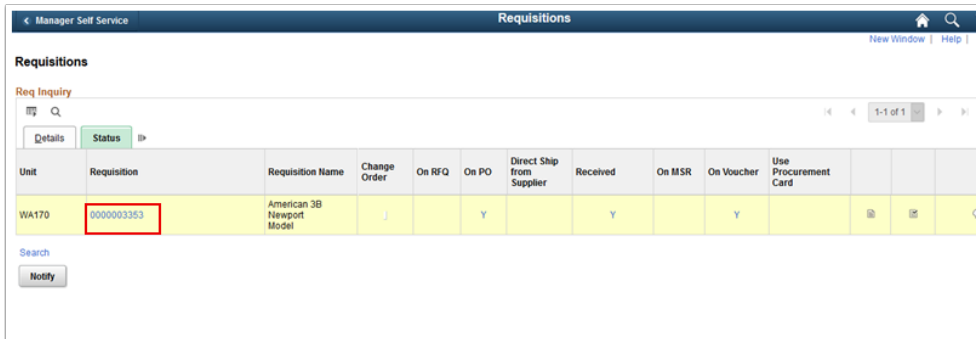 Manager Self Service
Requisitions
New Window | Help |
Requisitions
Req Inquiry
1-1 of 1
Details
Status
Unit
Requisition
Requisition Name
Change
Order
On RFQ
On PO
Direct Ship
from
Supplier
Received
On MSR
On Voucher
Use
Procurement
Card
WA170
0000003353
American 3B
Newport
Model
Y
Y
Y
Search
Notify